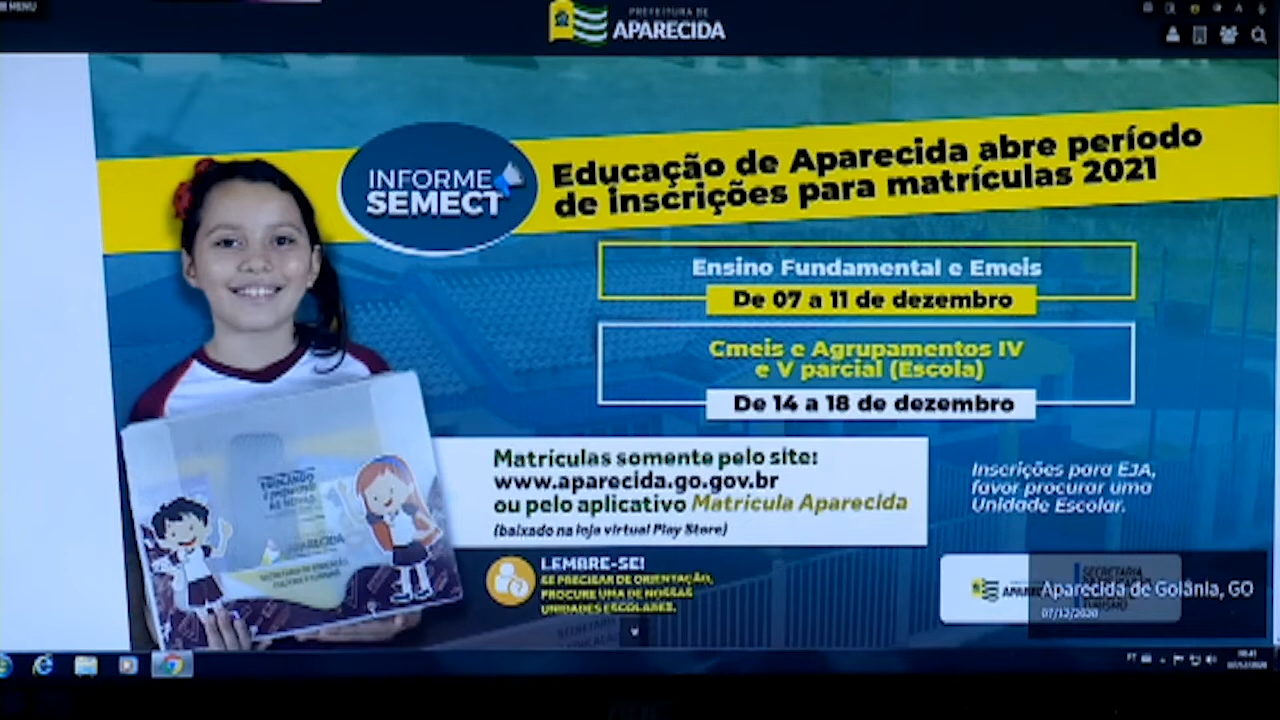 MENU
PREFEITURA DE
APARECIDA
INFORME
SEMECT
Educação de Aparecida abre período
de inscrições para matrículas 2021
Ensino Fundamental e Emeis
De 07 a 11 de dezembro
Cmeis e Agrupamentos IV
e V parcial (Escola)
De 14 a 18 de dezembro
Matrículas somente pelo site:
www.aparecida.go.gov.br
ou pelo aplicativo Matrícula Aparecida
(baixado na loja virtual Play Store)
Inscrições para EJA,
favor procurar uma
Unidade Escolar.
LEMBRE-SE!
SE PRECISAR DE ORIENTAÇÃO,
PROCURE UMA DE NOSSAS
UNIDADES ESCOLARES.
APARECIDA
SECRETARIA
Aparecida de Goiânia, GO
07/12/2020
PT